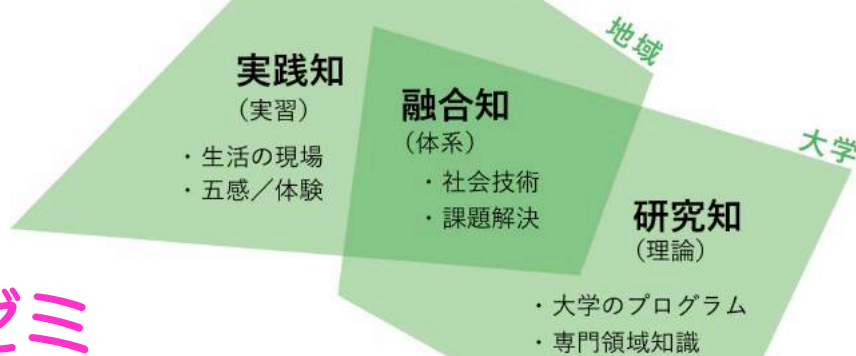 地域
実践知
(実習)
・生活の現場
・五感／体験
融合知
(体系)
・社会技術
・課題解決
大学
研究知
(理論)
・大学のプログラム
・専門領域知識
ゼミ